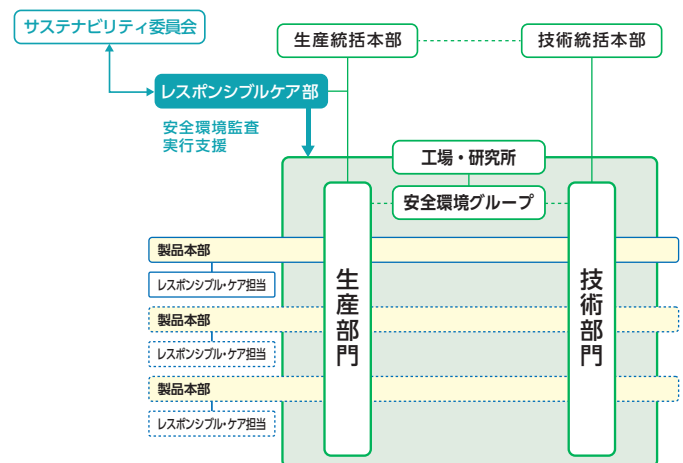 サステナビリティ委員会
生産統括本部
技術統括本部
レスポンシブルケア部
安全環境監査
実行支援
工場・研究所
安全環境グループ
製品本部
レスポンシブル・ケア担当
製品本部
レスポンシブル・ケア担当
製品本部
レスポンシブル・ケア担当
生産部門
技術部門